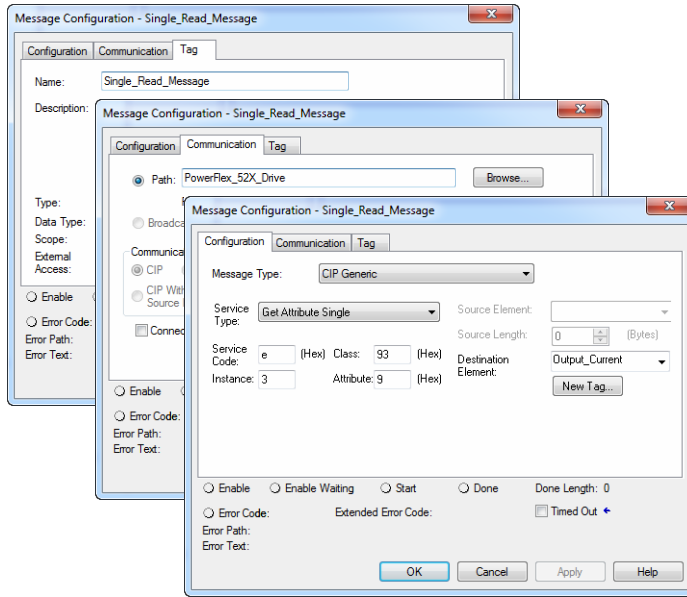 Message Configuration - Single_Read_Message
Configuration Communication Tag
Name: Single_Read_Message
Description:
Type:
Data Type:
Scope:
External
Access:
Enable
Error Code:
Error Path:
Error Text:
Message Configuration - Single_Read_Message
Configuration Communication Tag
Path: PowerFlex_52X_Drive Browse...
CIP
CIP With
Enable
Error Code:
Error Path:
Error Text:
Message Configuration - Single_Read_Message
Configuration Communication Tag
Message Type: CIP Generic
Service
Type: Get Attribute Single
Source Element:
Source Length: 0 (Bytes)
Service
Code: e (Hex) Class: 93 (Hex)
Destination
Element: Output_Current
Instance: 3 Attribute: 9 (Hex)
New Tag...
Enable Enable Waiting Start Done Done Length: 0
Error Code: Extended Error Code: Timed Out
Error Path:
Error Text:
OK Cancel Apply Help